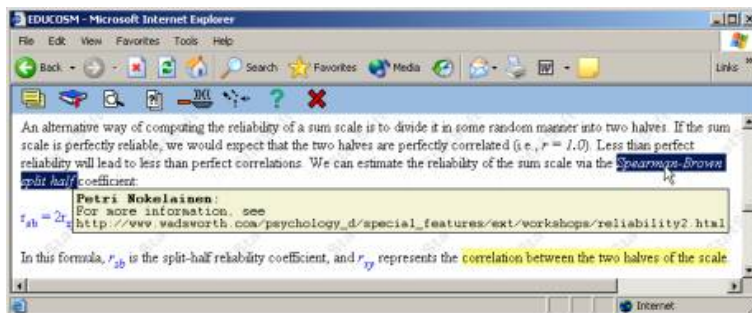 EDUCOSM - Microsoft Internet Explorer
File Edit View Favorites Tools Help
Back Search Favorites Media Links »
An alternative way of computing the reliability of a sum scale is to divide it in some random manner into two halves. If the sum
scale is perfectly reliable, we would expect that the two halves are perfectly correlated (i.e., r = 1.0). Less than perfect
reliability will lead to less than perfect correlations. We can estimate the reliability of the sum scale via the Spearman-Brown
split half coefficient:
r_sb = 2r
Petri Nokelainen:
For more information, see
http://www.wadsworth.com/psychology_d/special_features/ext/workshops/reliability2.html
In this formula, r_sb is the split-half reliability coefficient, and r_xy represents the correlation between the two halves of the scale.
Internet